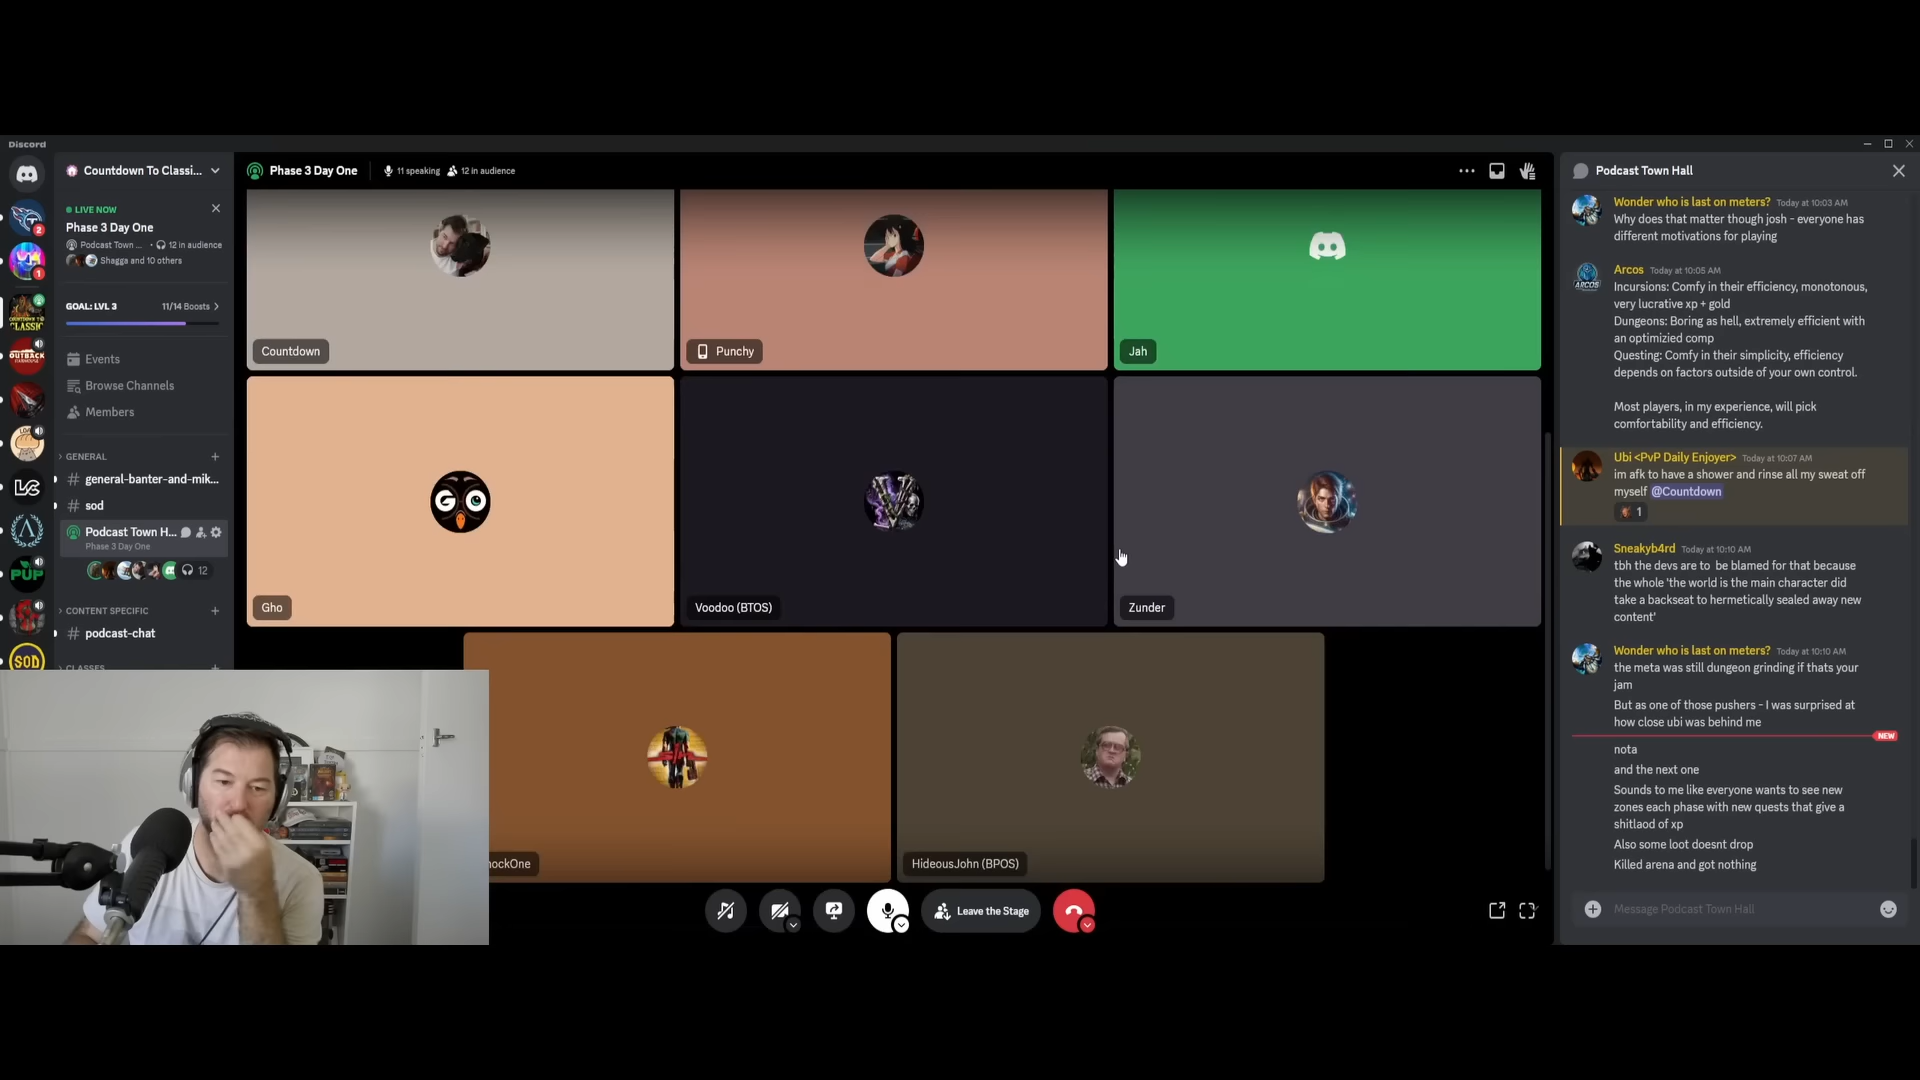 Discord
Countdown To Classi...
LIVE NOW
Phase 3 Day One
Podcast Town ... • 12 in audience
Shagga and 10 others
GOAL: LVL 3 11/14 Boosts
Events
Browse Channels
Members
GENERAL
# general-banter-and-mik...
# sod
Podcast Town H...
Phase 3 Day One
12
CONTENT SPECIFIC
# podcast-chat
CLASSES
2
1
COUNTDOWN TO
CLASSIC
OUTBACK
PUP
SOD
Phase 3 Day One
11 speaking 12 in audience
Countdown
Punchy
Jah
Gho
Voodoo (BTOS)
Zunder
ockOne
HideousJohn (BPOS)
Leave the Stage
Podcast Town Hall
Wonder who is last on meters? Today at 10:03 AM
Why does that matter though josh - everyone has
different motivations for playing
ARCOS
Arcos Today at 10:05 AM
Incursions: Comfy in their efficiency, monotonous,
very lucrative xp + gold
Dungeons: Boring as hell, extremely efficient with
an optimizied comp
Questing: Comfy in their simplicity, efficiency
depends on factors outside of your own control.
Most players, in my experience, will pick
comfortability and efficiency.
Ubi <PvP Daily Enjoyer> Today at 10:07 AM
im afk to have a shower and rinse all my sweat off
myself @Countdown
1
Sneakyb4rd Today at 10:10 AM
tbh the devs are to be blamed for that because
the whole 'the world is the main character did
take a backseat to hermetically sealed away new
content'
Wonder who is last on meters? Today at 10:10 AM
the meta was still dungeon grinding if thats your
jam
But as one of those pushers - I was surprised at
how close ubi was behind me
NEW
nota
and the next one
Sounds to me like everyone wants to see new
zones each phase with new quests that give a
shitlaod of xp
Also some loot doesnt drop
Killed arena and got nothing
Message Podcast Town Hall